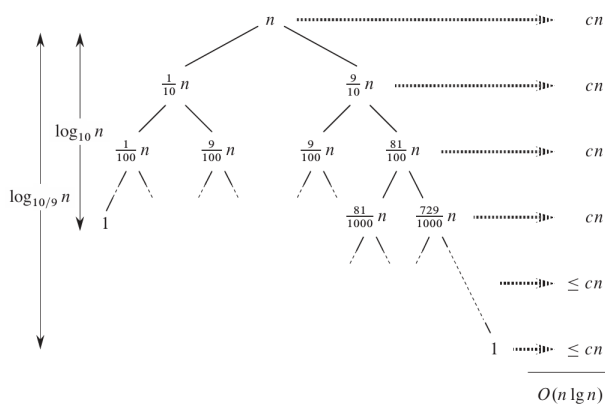 n cn
1/10 n 9/10 n cn
log₁₀ n
1/100 n 9/100 n 9/100 n 81/100 n cn
log₁₀/₉ n
1 81/1000 n 729/1000 n cn
≤ cn
1 ≤ cn
O(n lg n)